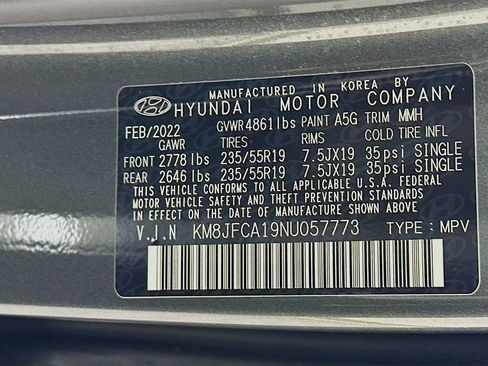 MANUFACTURED IN KOREA BY
HYUNDAI MOTOR COMPANY
FEB/2022 GVWR4861lbs PAINT A5G TRIM MMH
GAWR TIRES RIMS COLD TIRE INFL
FRONT 2778lbs 235/55R19 7.5JX19 35psi SINGLE
REAR 2646lbs 235/55R19 7.5JX19 35psi SINGLE
THIS VEHICLE CONFORMS TO ALL APPLICABLE U.S.A. FEDERAL
MOTOR VEHICLE SAFETY, BUMPER, AND THEFT PREVENTION STANDARDS
IN EFFECT ON THE DATE OF MANUFACTURE SHOWN ABOVE.
V.I.N KM8JFCA19NU057773 TYPE:MPV